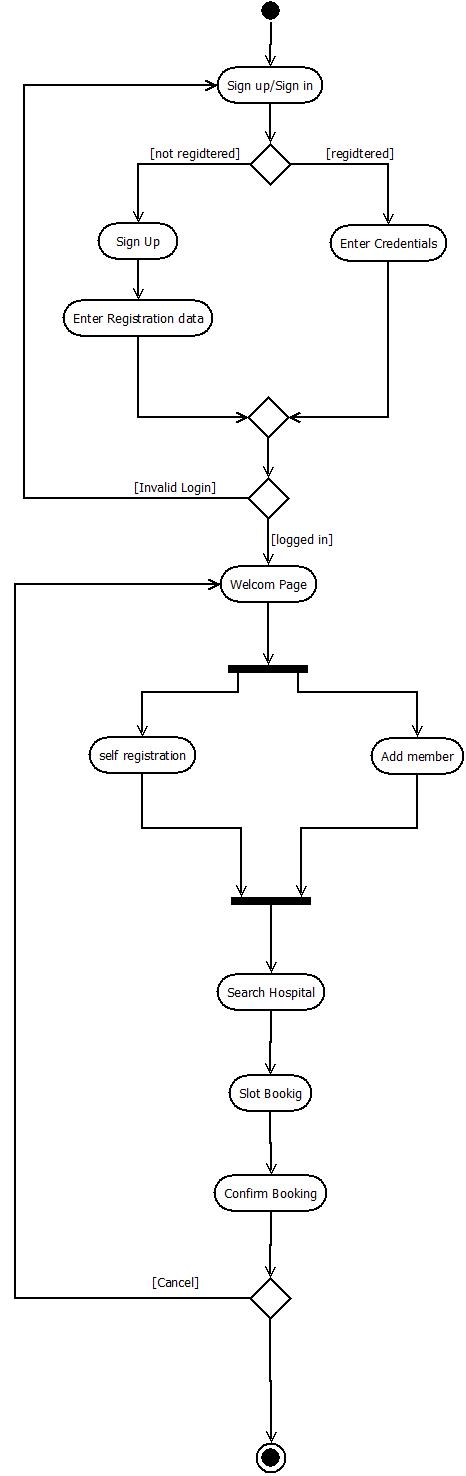 Sign up/Sign in
[not regidtered]
[regidtered]
Sign Up
Enter Credentials
Enter Registration data
[Invalid Login]
[logged in]
Welcom Page
self registration
Add member
Search Hospital
Slot Bookig
Confirm Booking
[Cancel]